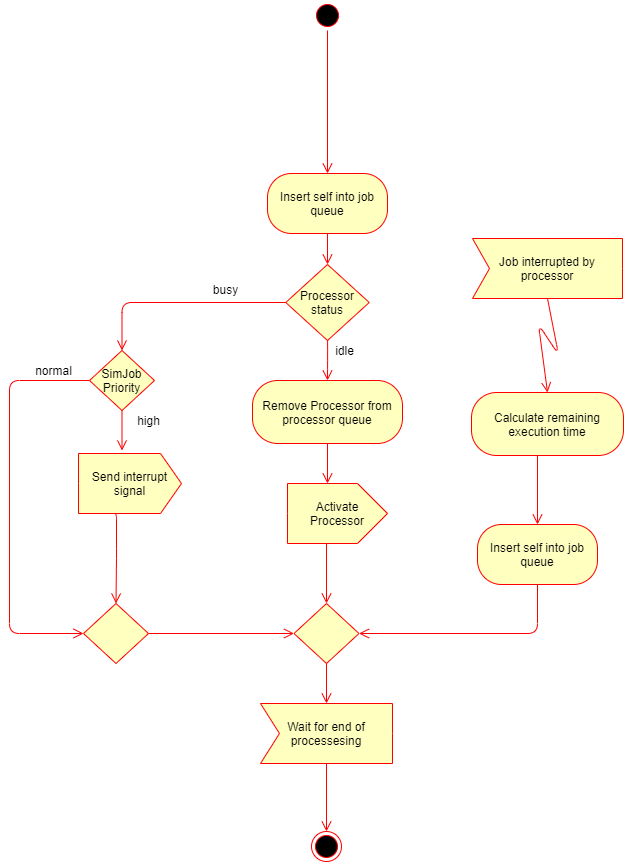 Insert self into job
queue
Processor
status
busy
idle
SimJob
Priority
normal
high
Send interrupt
signal
Remove Processor from
processor queue
Activate
Processor
Job interrupted by
processor
Calculate remaining
execution time
Insert self into job
queue
Wait for end of
processesing